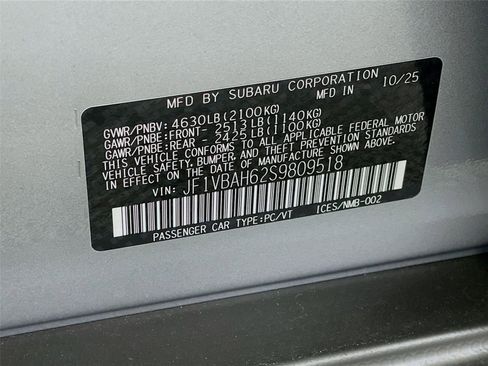 MFD BY SUBARU CORPORATION 10/25
MFD IN
GVWR/PNBV: 4630LB(2100KG)
GAWR/PNBE:FRONT- 2513LB(1140KG)
GAWR/PNBE:REAR - 2425LB(1100KG)
THIS VEHICLE CONFORMS TO ALL APPLICABLE FEDERAL MOTOR
VEHICLE SAFETY, BUMPER, AND THEFT PREVENTION STANDARDS
IN EFFECT ON THE DATE OF MANUFACTURE SHOWN ABOVE.
VIN: JF1VBAH62S9809518
PASSENGER CAR TYPE:PC/VT ICES/NMB-002